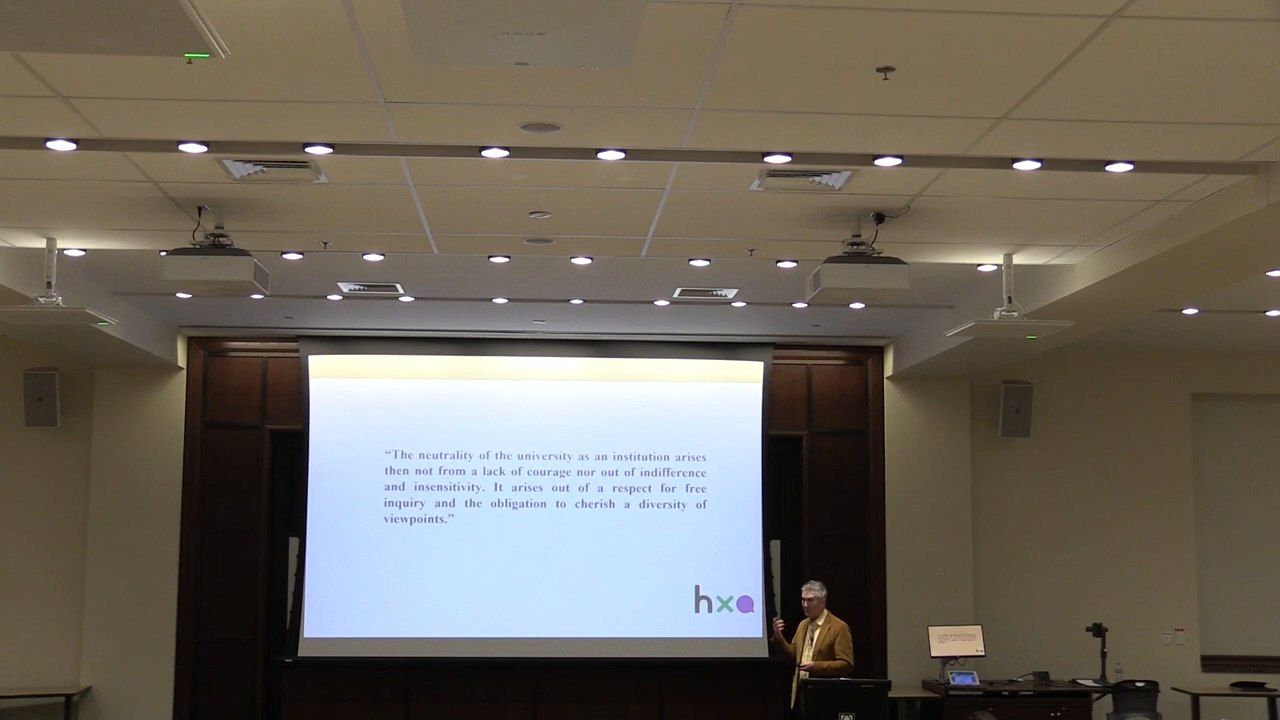 “The neutrality of the university as an institution arises
then not from a lack of courage nor out of indifference
and insensitivity. It arises out of a respect for free
inquiry and the obligation to cherish a diversity of
viewpoints.”
hxa